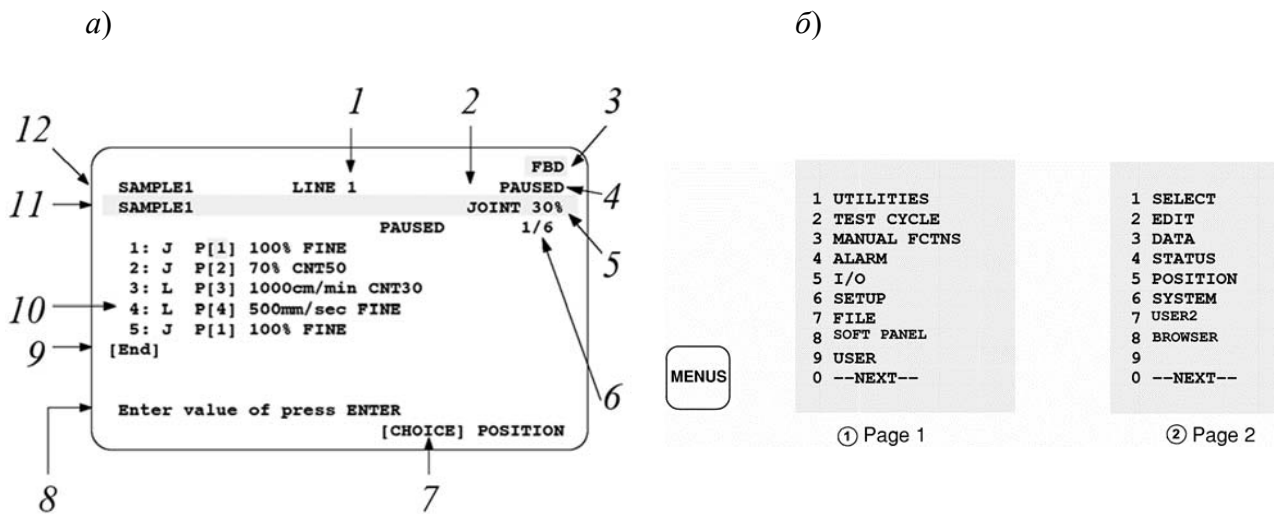 а)
б)
1
2
3
12
FBD
SAMPLE1 LINE 1 PAUSED
4
11
SAMPLE1 JOINT 30%
PAUSED 1/6
5
1: J P[1] 100% FINE
2: J P[2] 70% CNT50
3: L P[3] 1000cm/min CNT30
10
4: L P[4] 500mm/sec FINE
5: J P[1] 100% FINE
9
[End]
6
Enter value of press ENTER
[CHOICE] POSITION
8
7
MENUS
1 UTILITIES
2 TEST CYCLE
3 MANUAL FCTNS
4 ALARM
5 I/O
6 SETUP
7 FILE
8 SOFT PANEL
9 USER
0 --NEXT--
① Page 1
1 SELECT
2 EDIT
3 DATA
4 STATUS
5 POSITION
6 SYSTEM
7 USER2
8 BROWSER
9
0 --NEXT--
② Page 2